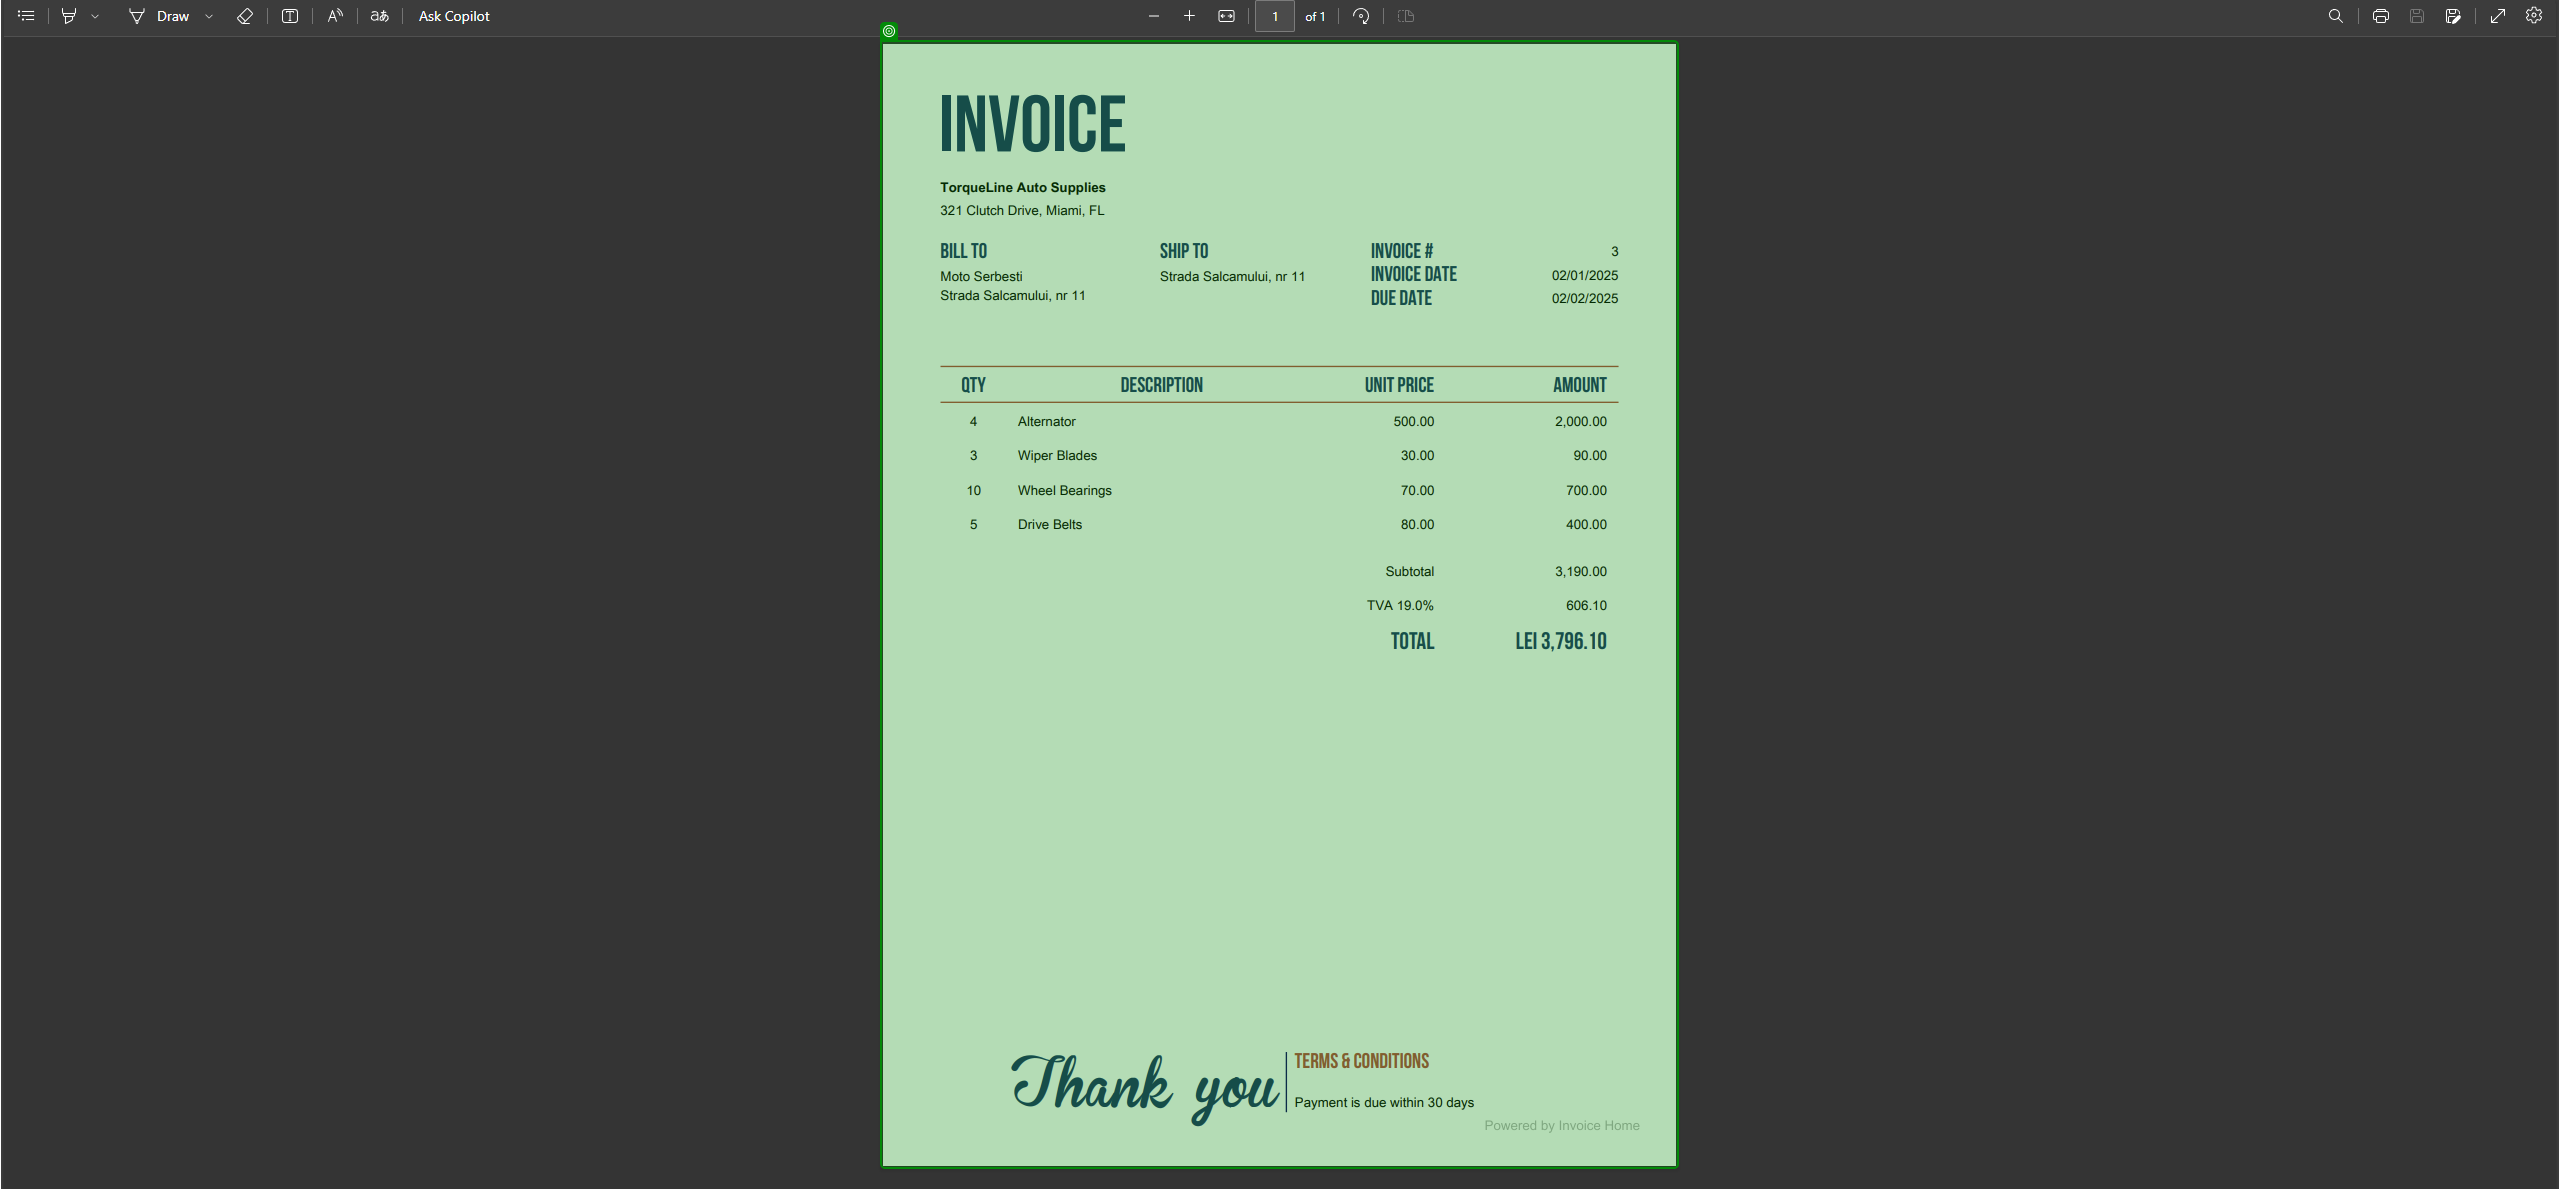 Draw
aあ
Ask Copilot
1 of 1
INVOICE
TorqueLine Auto Supplies
321 Clutch Drive, Miami, FL
BILL TO
Moto Serbesti
Strada Salcamului, nr 11
SHIP TO
Strada Salcamului, nr 11
INVOICE # 3
INVOICE DATE 02/01/2025
DUE DATE 02/02/2025
QTY DESCRIPTION UNIT PRICE AMOUNT
4 Alternator 500.00 2,000.00
3 Wiper Blades 30.00 90.00
10 Wheel Bearings 70.00 700.00
5 Drive Belts 80.00 400.00
Subtotal 3,190.00
TVA 19.0% 606.10
TOTAL LEI 3,796.10
Thank you
TERMS & CONDITIONS
Payment is due within 30 days
Powered by Invoice Home